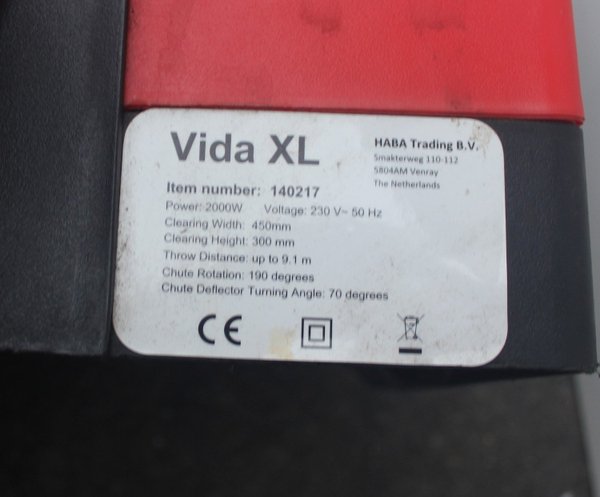 Vida XL
HABA Trading B.V.
Smakterweg 110-112
5804AM Venray
The Netherlands
Item number: 140217
Power: 2000W Voltage: 230 V~ 50 Hz
Clearing Width: 450mm
Clearing Height: 300 mm
Throw Distance: up to 9.1 m
Chute Rotation: 190 degrees
Chute Deflector Turning Angle: 70 degrees
CE